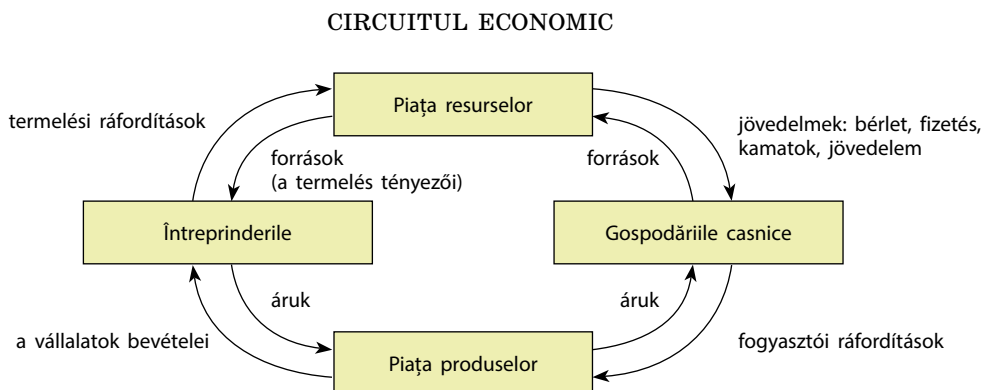 CIRCUITUL ECONOMIC
Piața resurselor
termelési ráfordítások
jövedelmek: bérlet, fizetés,
kamatok, jövedelem
források
(a termelés tényezői)
források
Întreprinderile
Gospodăriile casnice
áruk
áruk
a vállalatok bevételei
Piața produselor
fogyasztói ráfordítások